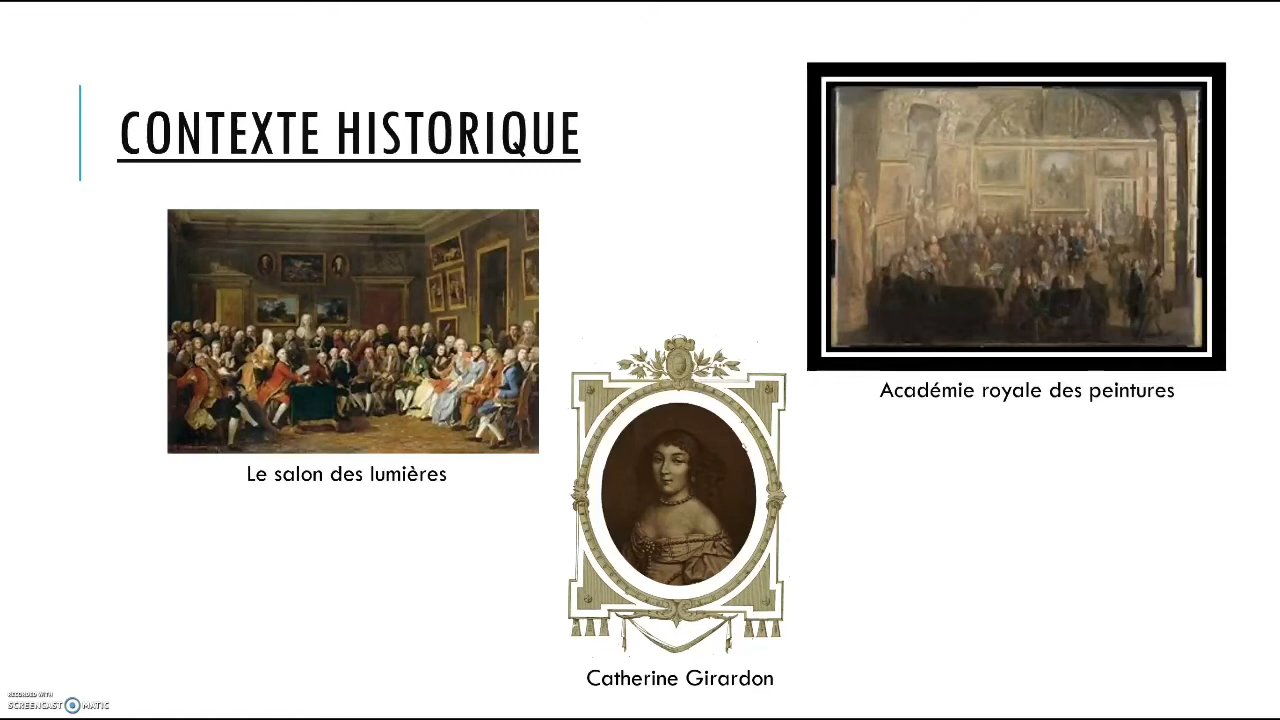 CONTEXTE HISTORIQUE
Le salon des lumières
Académie royale des peintures
Catherine Girardon
RECORDED WITH
SCREENCAST MATIC